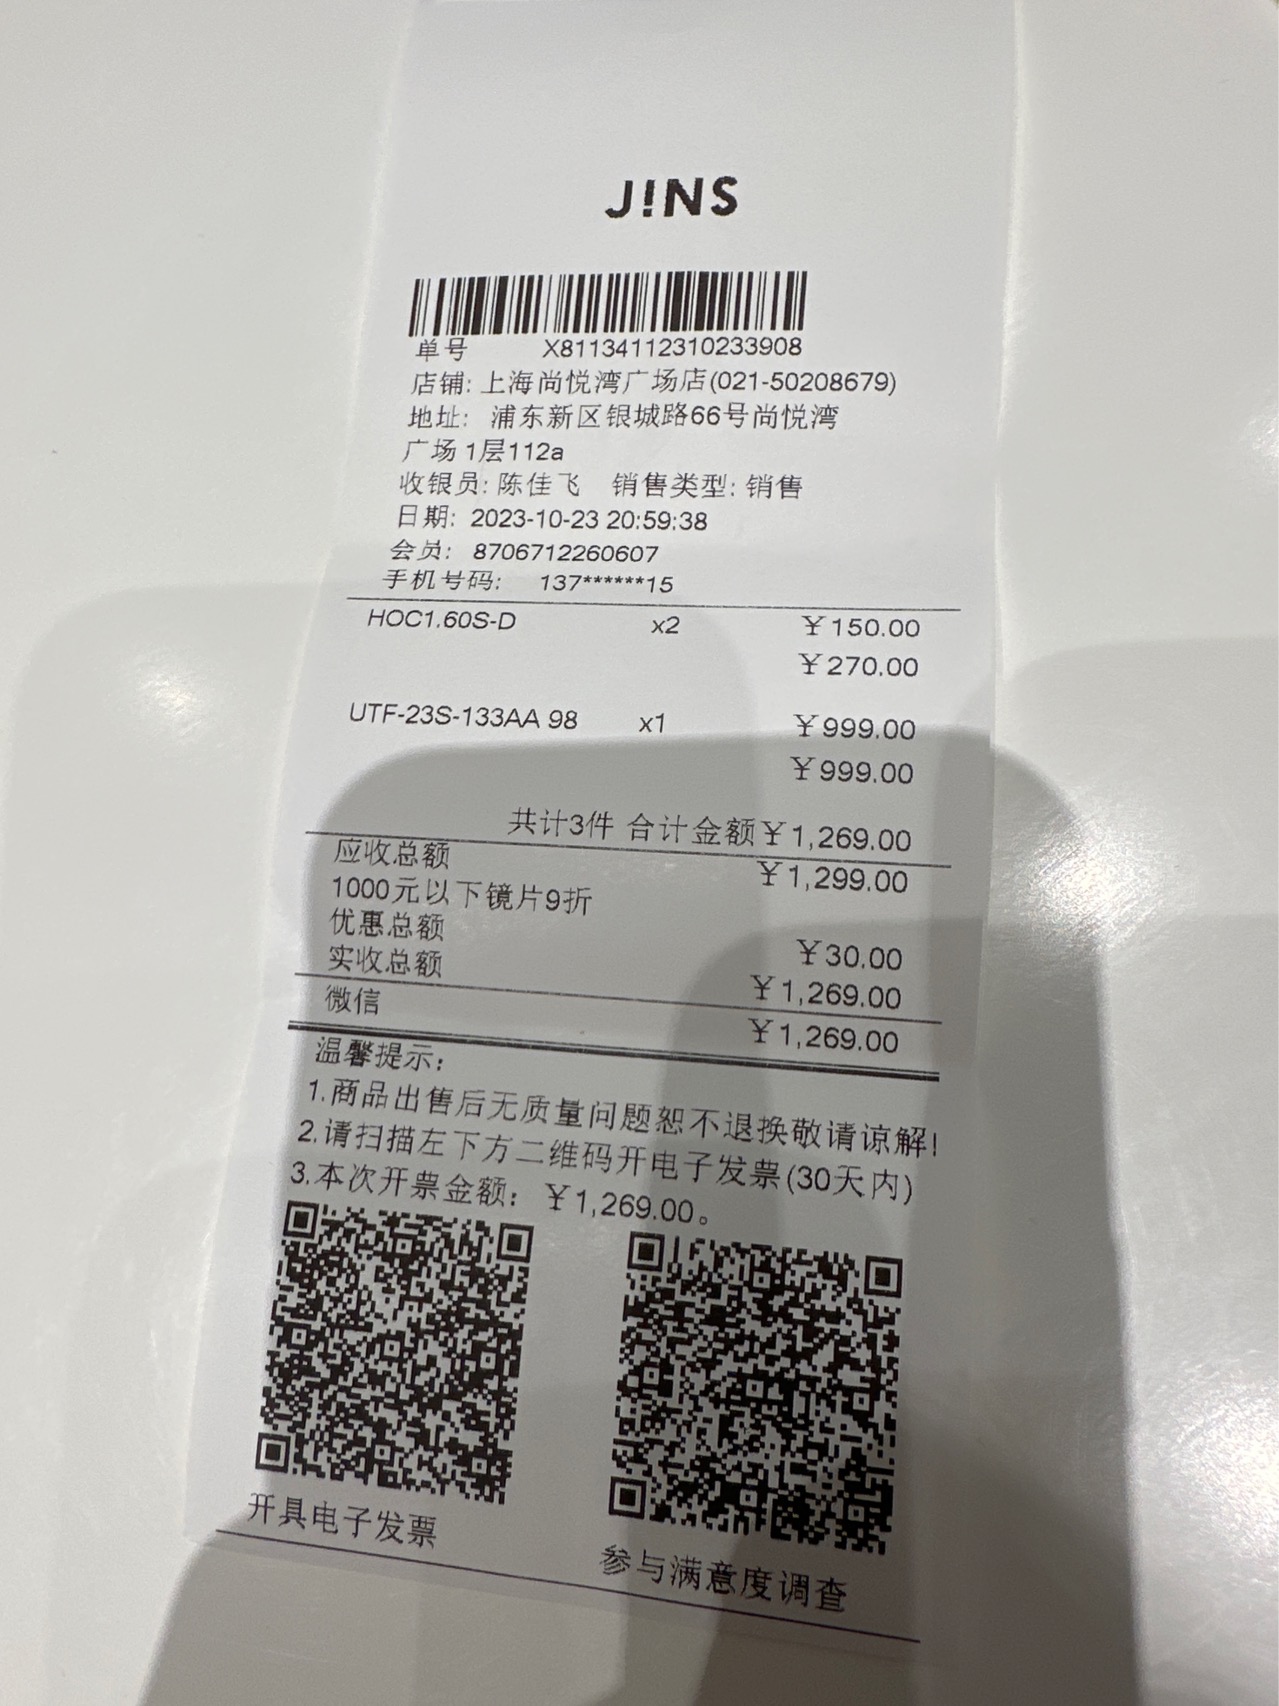 J!NS
单号 X81134112310233908
店铺: 上海尚悦湾广场店(021-50208679)
地址: 浦东新区银城路66号尚悦湾
广场 1层112a
收银员: 陈佳飞 销售类型: 销售
日期: 2023-10-23 20:59:38
会员: 8706712260607
手机号码: 137******15
HOC1.60S-D x2 ¥150.00
¥270.00
UTF-23S-133AA 98 x1 ¥999.00
¥999.00
共计3件 合计金额¥1,269.00
应收总额 ¥1,299.00
1000元以下镜片9折
优惠总额 ¥30.00
实收总额 ¥1,269.00
微信 ¥1,269.00
温馨提示:
1.商品出售后无质量问题恕不退换敬请谅解!
2.请扫描左下方二维码开电子发票(30天内)
3.本次开票金额: ¥1,269.00。
开具电子发票
参与满意度调查